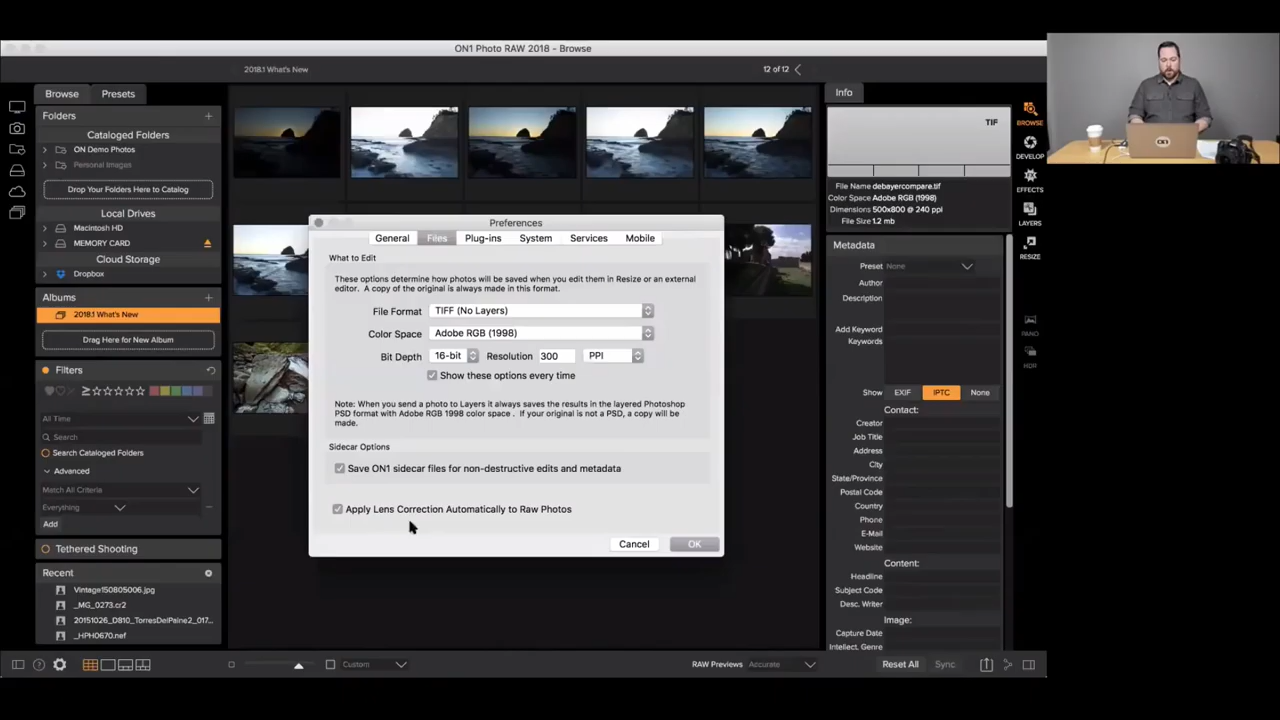 ON1 Photo RAW 2018 - Browse
2018.1 What's New
12 of 12
Browse
Presets
Folders
Cataloged Folders
ON Demo Photos
Personal Images
Drop Your Folders Here to Catalog
Local Drives
Macintosh HD
MEMORY CARD
Cloud Storage
Dropbox
Albums
2018.1 What's New
Drag Here for New Album
Filters
All Time
Search
Search Cataloged Folders
Advanced
Match All Criteria
Everything
Add
Tethered Shooting
Recent
Vintage150805006.jpg
_MG_0273.cr2
20151026_D810_TorresDelPaine2_017...
_HPH0670.nef
Preferences
General
Files
Plug-ins
System
Services
Mobile
What to Edit
These options determine how photos will be saved when you edit them in Resize or an external
editor. A copy of the original is always made in this format.
File Format TIFF (No Layers)
Color Space Adobe RGB (1998)
Bit Depth 16-bit Resolution 300 PPI
Show these options every time
Note: When you send a photo to Layers it always saves the results in the layered Photoshop
PSD format with Adobe RGB 1998 color space . If your original is not a PSD, a copy will be
made.
Sidecar Options
Save ON1 sidecar files for non-destructive edits and metadata
Apply Lens Correction Automatically to Raw Photos
Cancel
OK
Info
TIF
File Name debayercompare.tif
Color Space Adobe RGB (1998)
Dimensions 500x800 @ 240 ppi
File Size 1.2 mb
Metadata
Preset None
Author
Description
Add Keyword
Keywords
Show EXIF IPTC None
Contact:
Creator
Job Title
Address
City
State/Province
Postal Code
Country
Phone
E-Mail
Website
Content:
Headline
Subject Code
Desc. Writer
Image:
Capture Date
Intellect. Genre
BROWSE
DEVELOP
EFFECTS
LAYERS
RESIZE
PANO
HDR
Custom
RAW Previews Accurate
Reset All
Sync